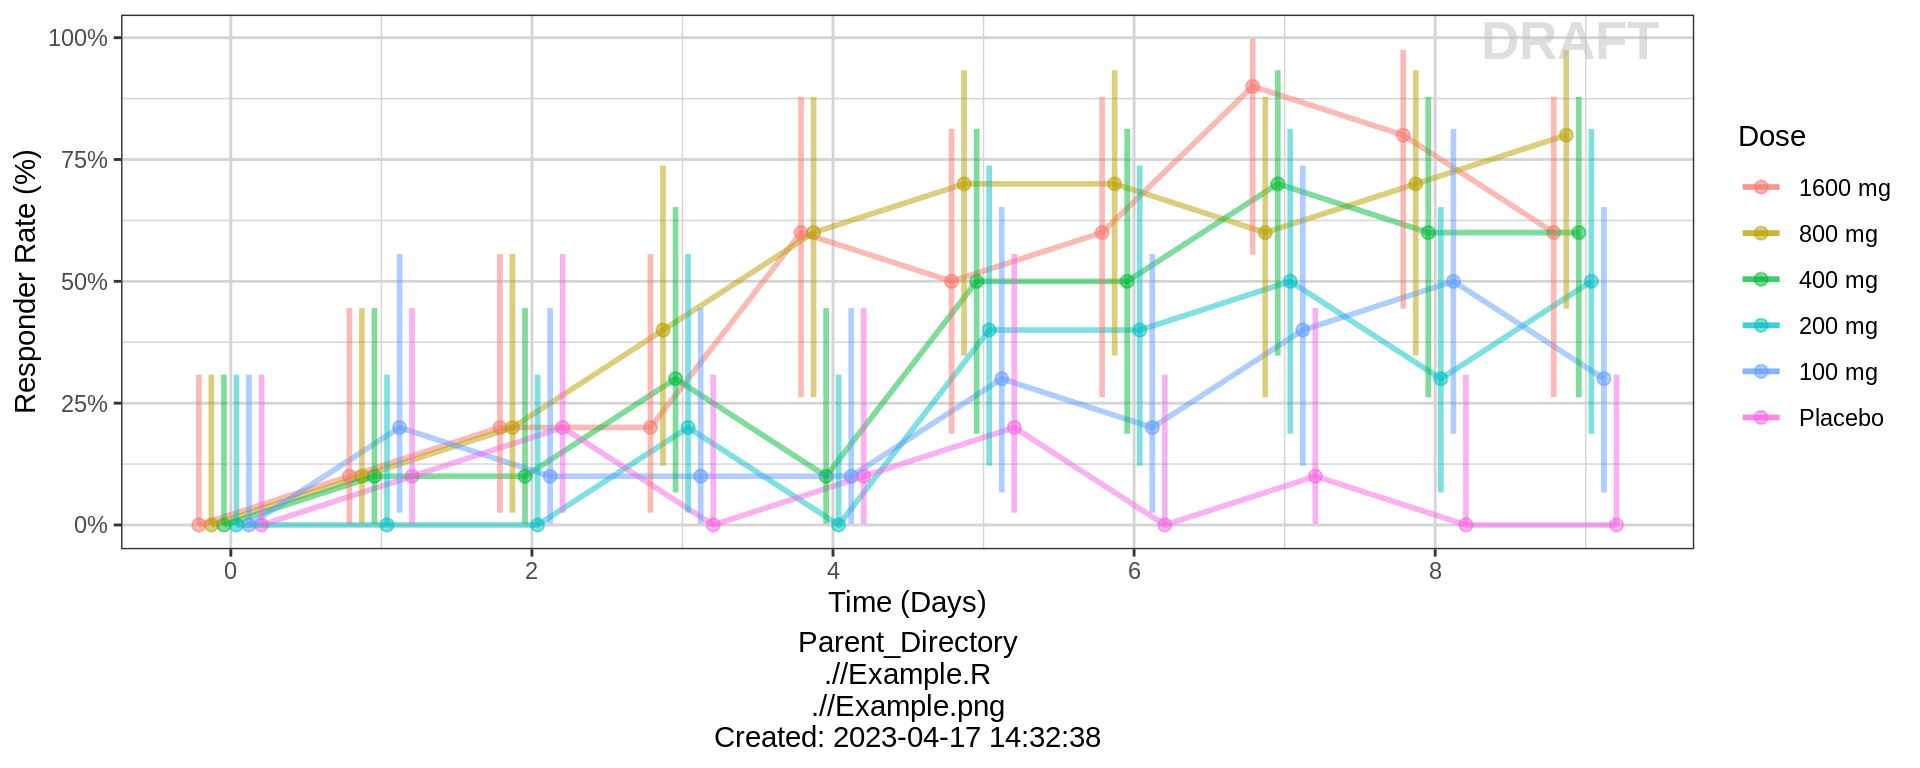 DRAFT
100%
75%
50%
25%
0%
Responder Rate (%)
0 2 4 6 8
Time (Days)
Parent_Directory
.//Example.R
.//Example.png
Created: 2023-04-17 14:32:38
Dose
1600 mg
800 mg
400 mg
200 mg
100 mg
Placebo